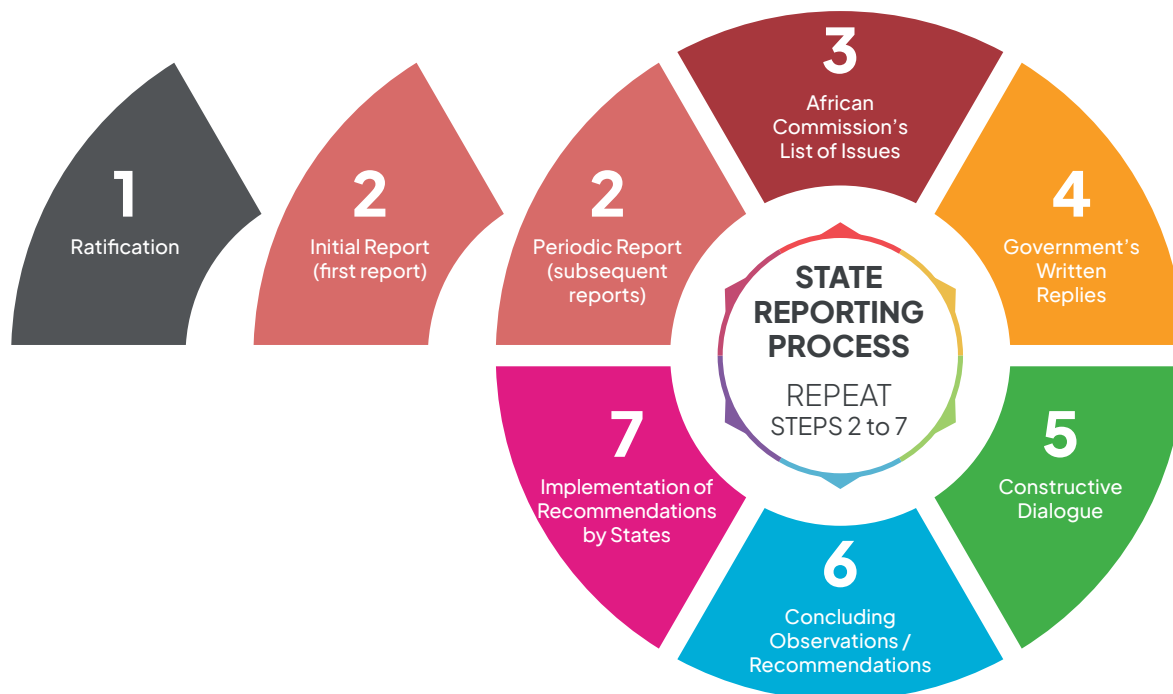 1
Ratification
2
Initial Report
(first report)
2
Periodic Report
(subsequent
reports)
3
African
Commission’s
List of Issues
4
Government’s
Written
Replies
5
Constructive
Dialogue
6
Concluding
Observations /
Recommendations
7
Implementation of
Recommendations
by States
STATE
REPORTING
PROCESS
REPEAT
STEPS 2 to 7